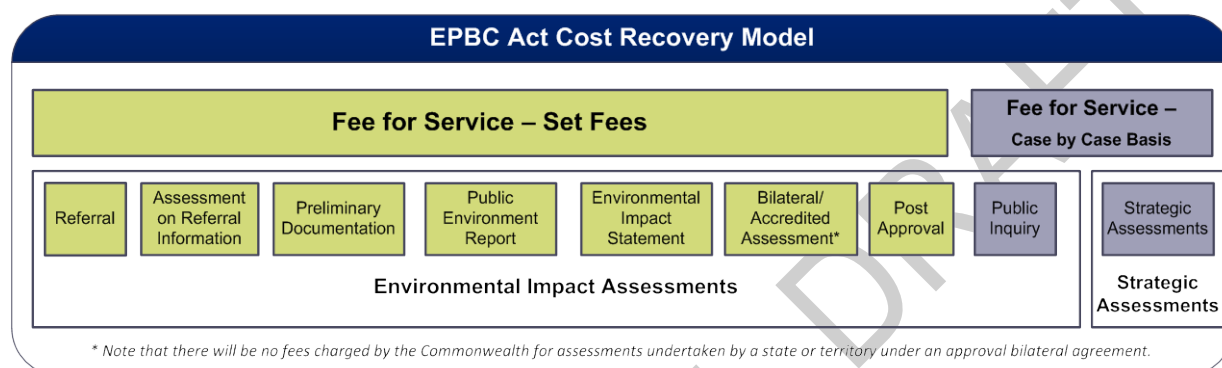 EPBC Act Cost Recovery Model
Fee for Service – Set Fees
Fee for Service –
Case by Case Basis
Referral
Assessment
on Referral
Information
Preliminary
Documentation
Public
Environment
Report
Environmental
Impact
Statement
Bilateral/
Accredited
Assessment*
Post
Approval
Public
Inquiry
Strategic
Assessments
Environmental Impact Assessments
Strategic
Assessments
* Note that there will be no fees charged by the Commonwealth for assessments undertaken by a state or territory under an approval bilateral agreement.
DRAFT